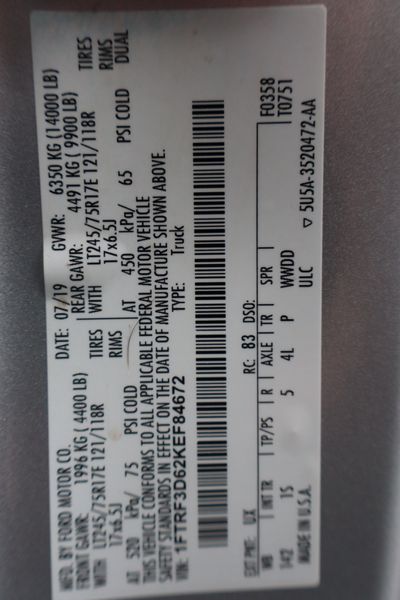 MFD. BY FORD MOTOR CO.
DATE: 07/19 GVWR: 6350 KG (14000 LB)
FRONT GAWR: 1996 KG (4400 LB) REAR GAWR: 4491 KG (9900 LB)
WITH LT245/75R17E 121/118R TIRES WITH LT245/75R17E 121/118R TIRES
17x6.5J RIMS 17x6.5J RIMS
AT 520 kPa/ 75 PSI COLD AT 450 kPa/ 65 PSI COLD DUAL
THIS VEHICLE CONFORMS TO ALL APPLICABLE FEDERAL MOTOR VEHICLE
SAFETY STANDARDS IN EFFECT ON THE DATE OF MANUFACTURE SHOWN ABOVE.
VIN: 1FTRF3D62KEF84672 TYPE: Truck
F0358
T0751
EXT PNT: UX RC: 83 DSO:
WB INT TR TP/PS R AXLE TR SPR
142 1S 5 4L P WWDD
MADE IN U.S.A. ULC ▽ 5U5A-3520472-AA